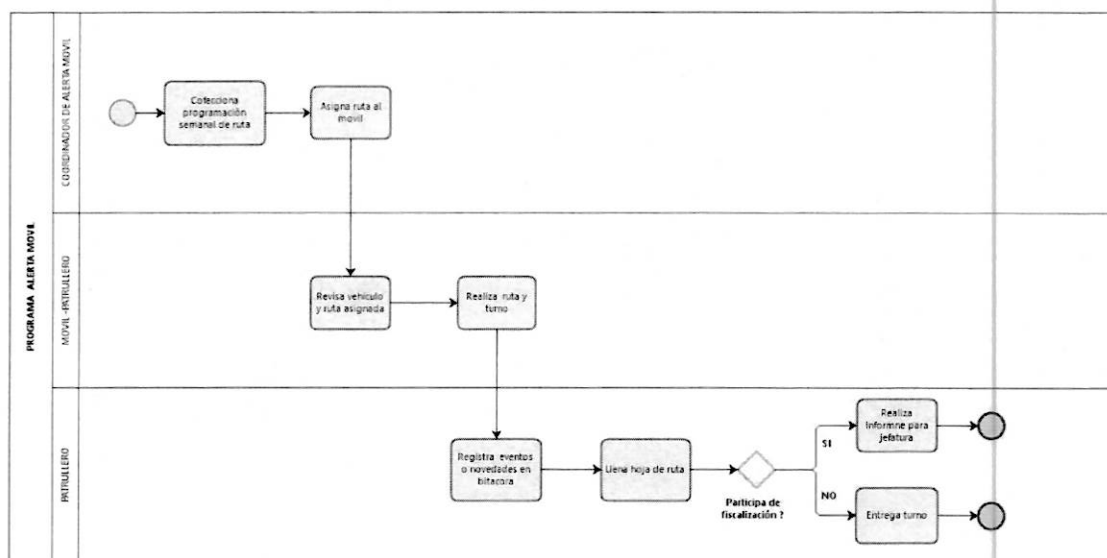 PROGRAMA ALERTA MOVIL
COORDINADOR DE ALERTA MOVIL
Cofecciona
programación
semanal de ruta
Asigna ruta al
movil
MOVIL -PATRULLERO
Revisa vehículo
y ruta asignada
Realiza ruta y
turno
PATRULLERO
Registra eventos
o novedades en
bitacora
Llena hoja de ruta
Participa de
fiscalización ?
SI
Realiza
Informne para
jefatura
NO
Entrega turno